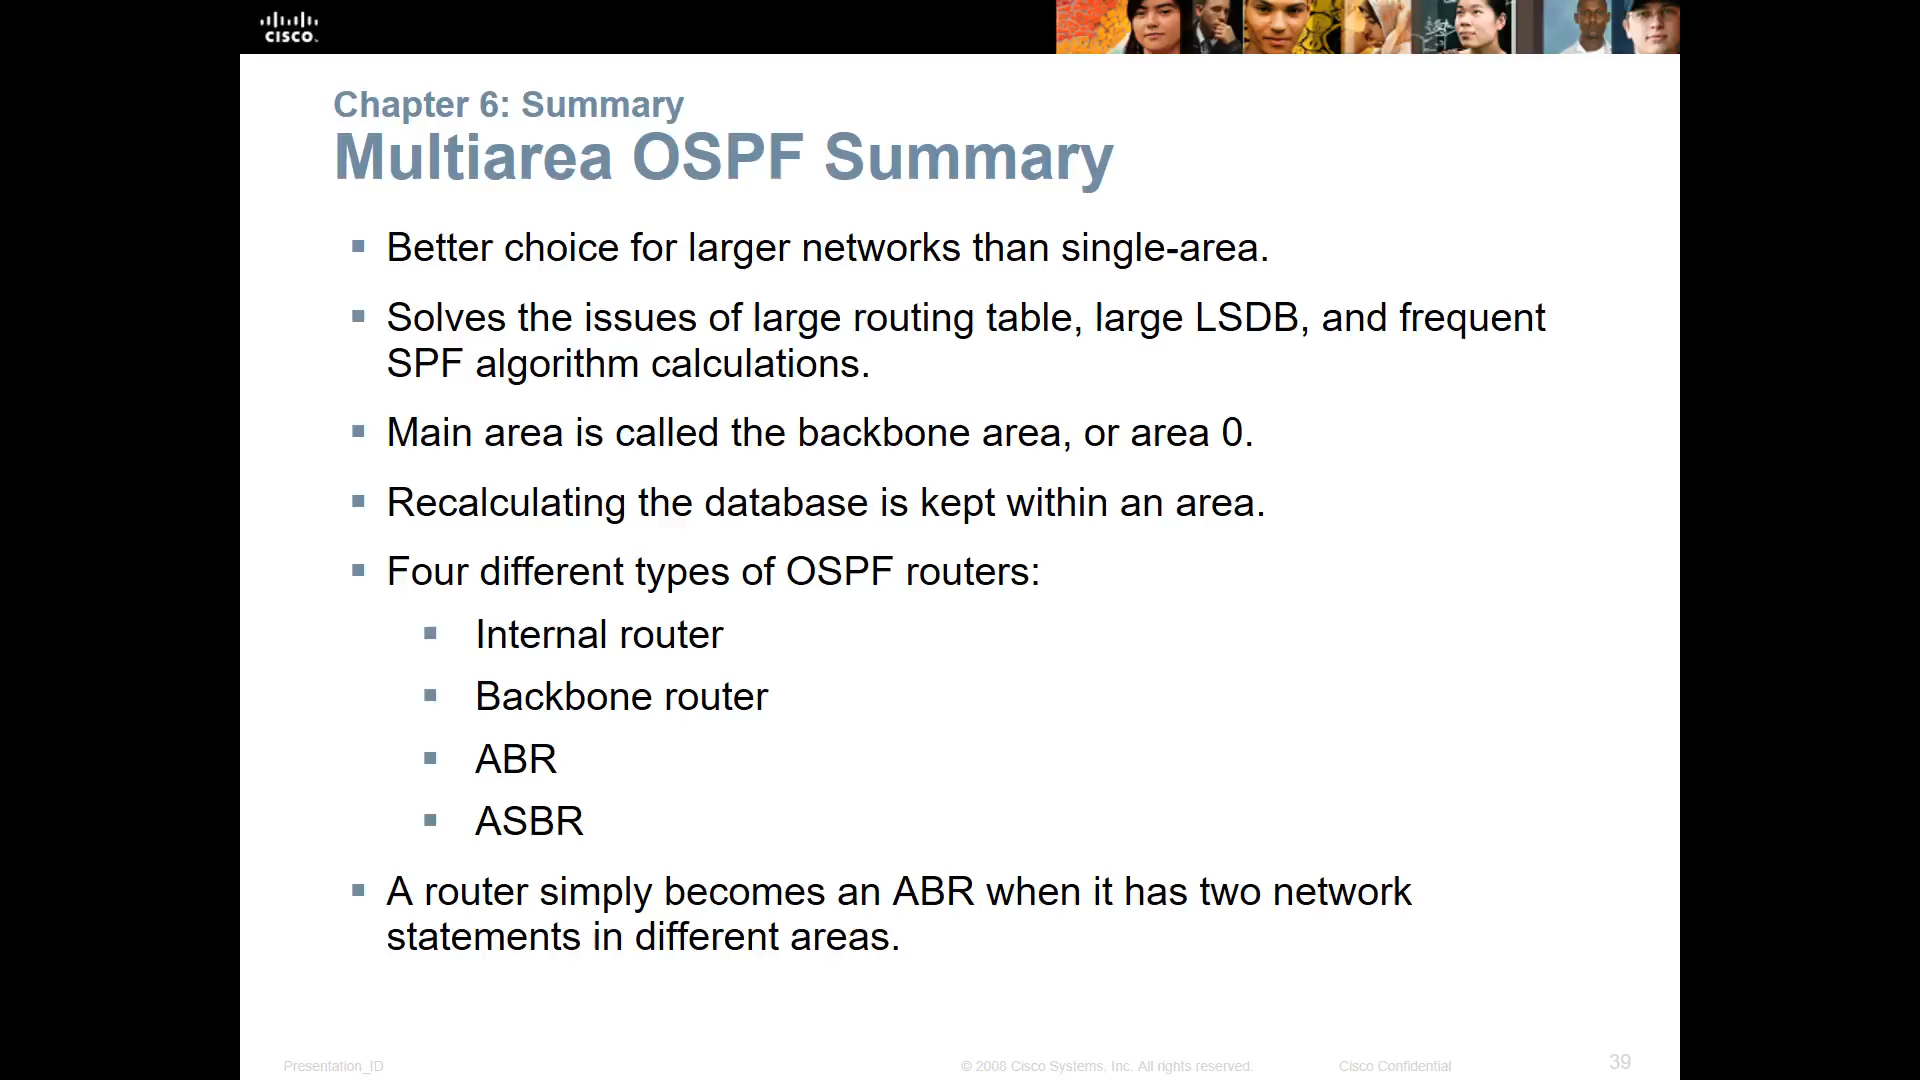 CISCO.
Chapter 6: Summary
Multiarea OSPF Summary
Better choice for larger networks than single-area.
Solves the issues of large routing table, large LSDB, and frequent
SPF algorithm calculations.
Main area is called the backbone area, or area 0.
Recalculating the database is kept within an area.
Four different types of OSPF routers:
Internal router
Backbone router
ABR
ASBR
A router simply becomes an ABR when it has two network
statements in different areas.
Presentation_ID © 2008 Cisco Systems, Inc. All rights reserved. Cisco Confidential 39